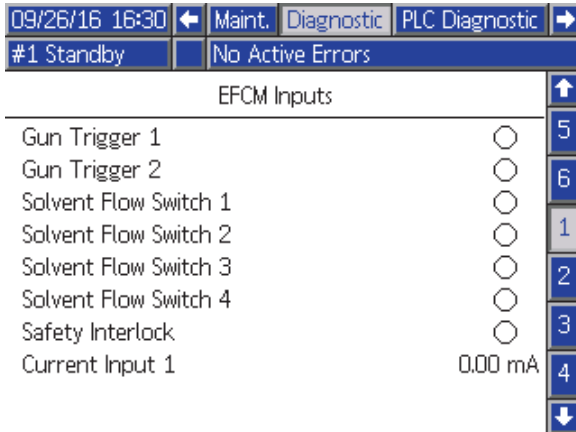 09/26/16 16:30 Maint. Diagnostic PLC Diagnostic
#1 Standby No Active Errors
EFCM Inputs
Gun Trigger 1
Gun Trigger 2
Solvent Flow Switch 1
Solvent Flow Switch 2
Solvent Flow Switch 3
Solvent Flow Switch 4
Safety Interlock
Current Input 1 0.00 mA
5
6
1
2
3
4